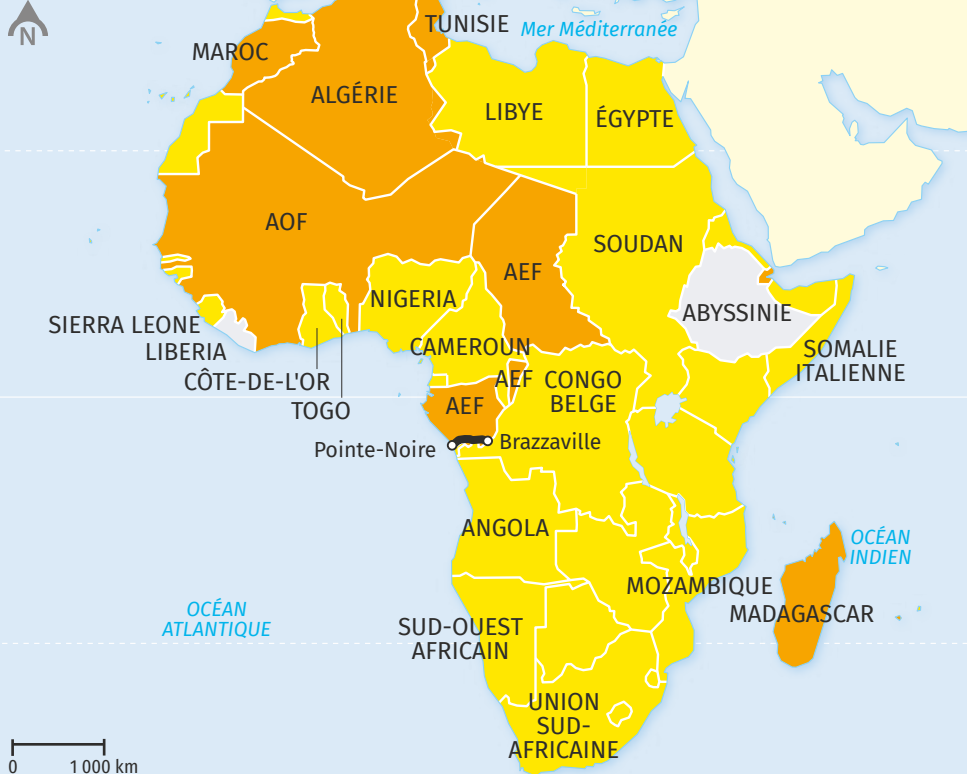 N
TUNISIE
Mer Méditerranée
MAROC
ALGÉRIE
LIBYE
ÉGYPTE
AOF
SOUDAN
AEF
NIGERIA
ABYSSINIE
SIERRA LEONE
LIBERIA
CAMEROUN
SOMALIE
ITALIENNE
CÔTE-DE-L'OR
AEF
CONGO
BELGE
TOGO
AEF
Pointe-Noire
Brazzaville
ANGOLA
OCÉAN
INDIEN
MOZAMBIQUE
MADAGASCAR
OCÉAN
ATLANTIQUE
SUD-OUEST
AFRICAIN
UNION
SUD-
AFRICAINE
0 1 000 km